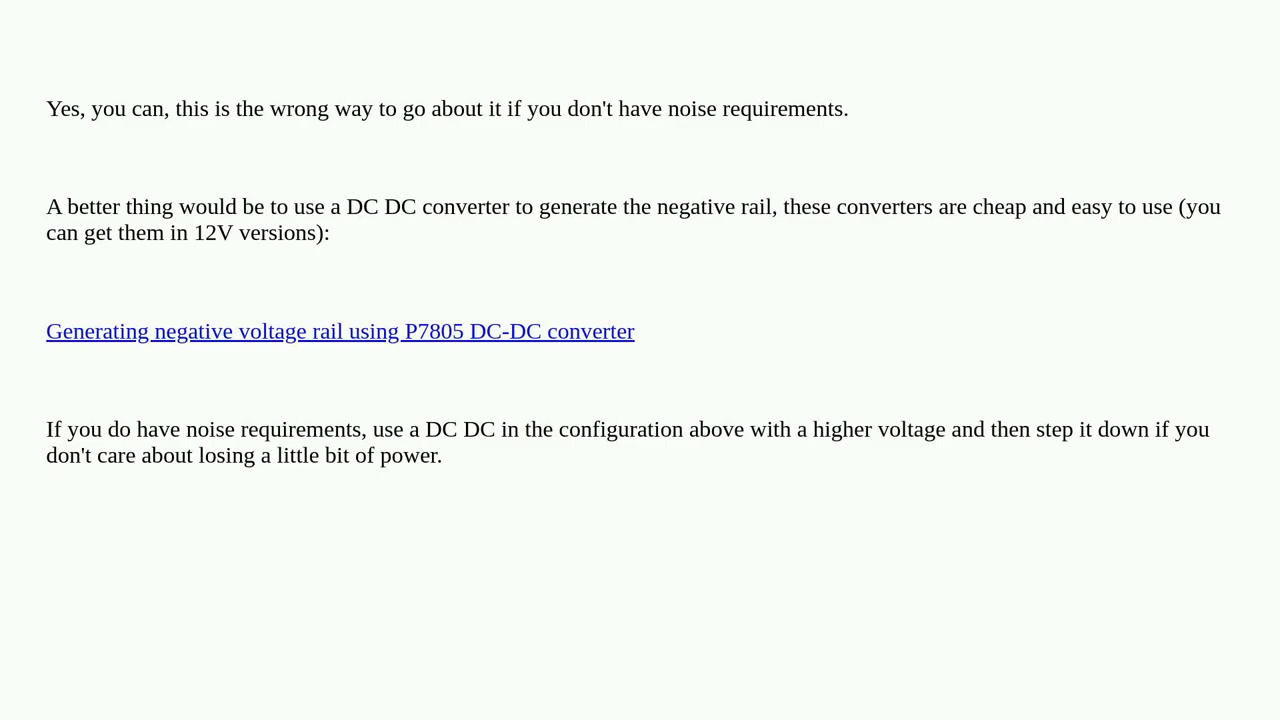 Yes, you can, this is the wrong way to go about it if you don't have noise requirements.
A better thing would be to use a DC DC converter to generate the negative rail, these converters are cheap and easy to use (you
can get them in 12V versions):
Generating negative voltage rail using P7805 DC-DC converter
If you do have noise requirements, use a DC DC in the configuration above with a higher voltage and then step it down if you
don't care about losing a little bit of power.